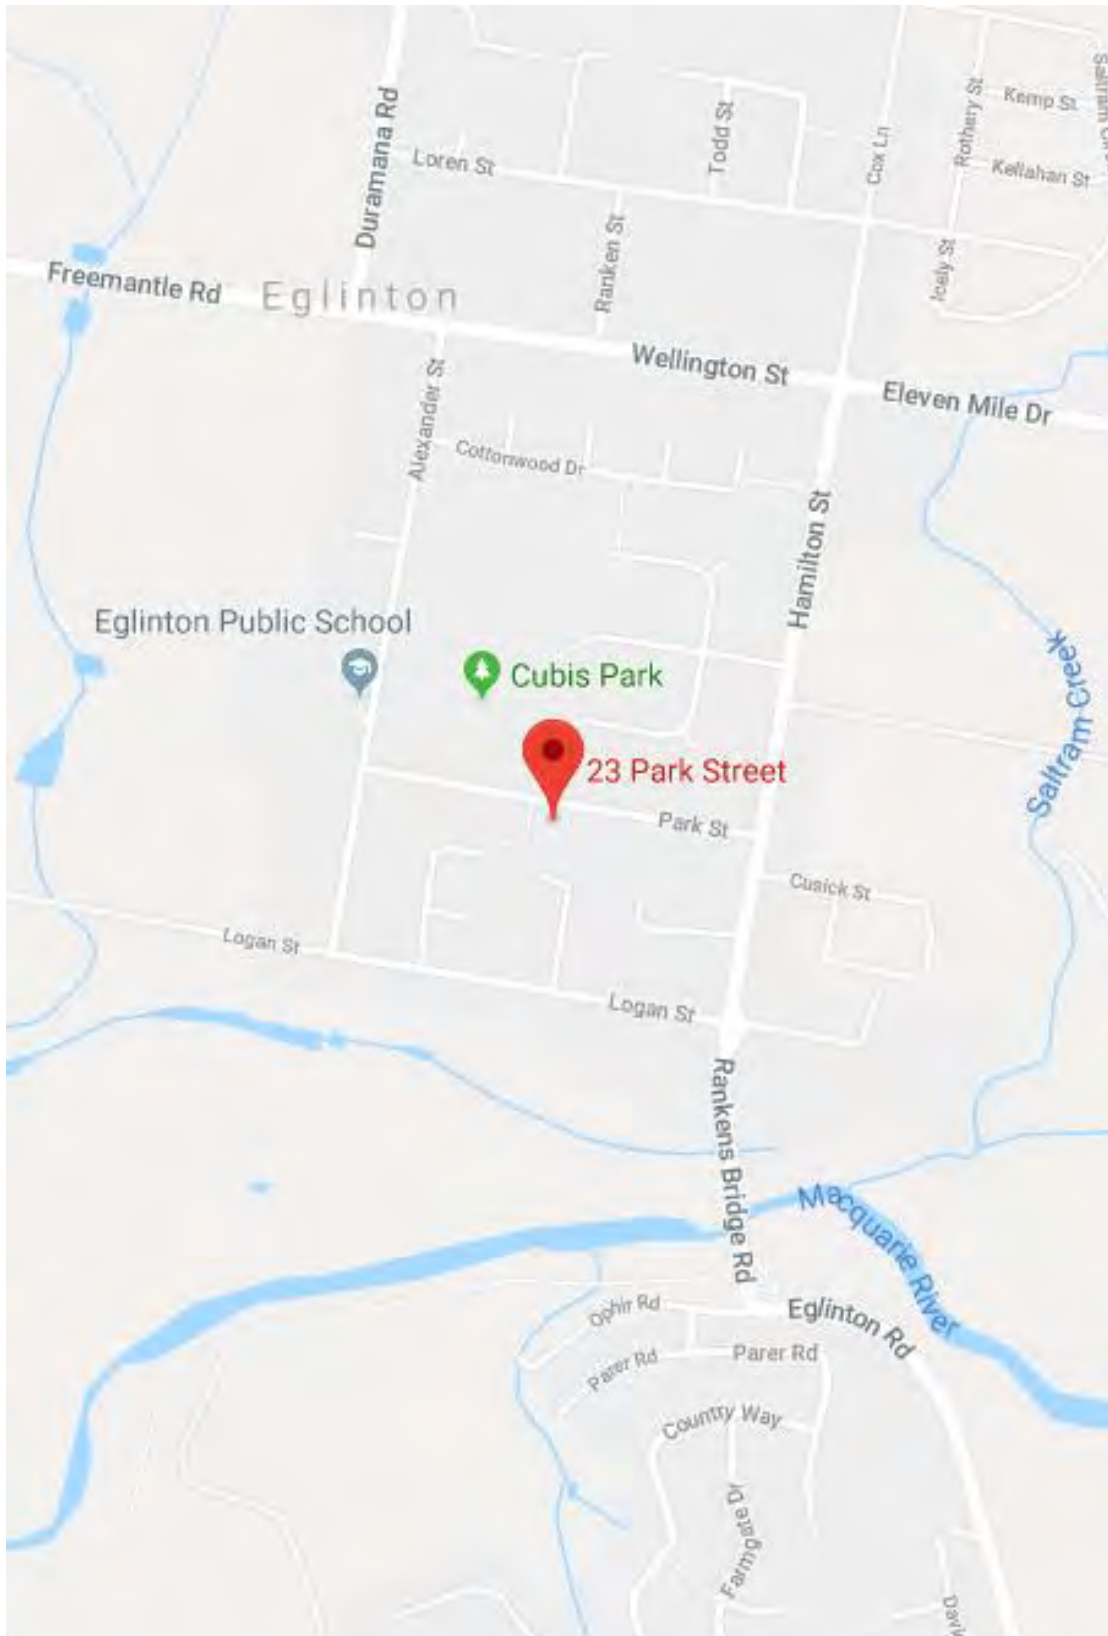 Duramana Rd
Loren St
Todd St
Cox Ln
Rothery St
Kemp St
Kellahan St
Saltram
Ranken St
Icely St
Freemantle Rd
Eglinton
Wellington St
Eleven Mile Dr
Alexander St
Cottonwood Dr
Hamilton St
Eglinton Public School
Cubis Park
Saltram Creek
23 Park Street
Park St
Cusick St
Logan St
Logan St
Rankens Bridge Rd
Macquarie River
Ophir Rd
Eglinton Rd
Parer Rd
Parer Rd
Country Way
Farmgate Dr